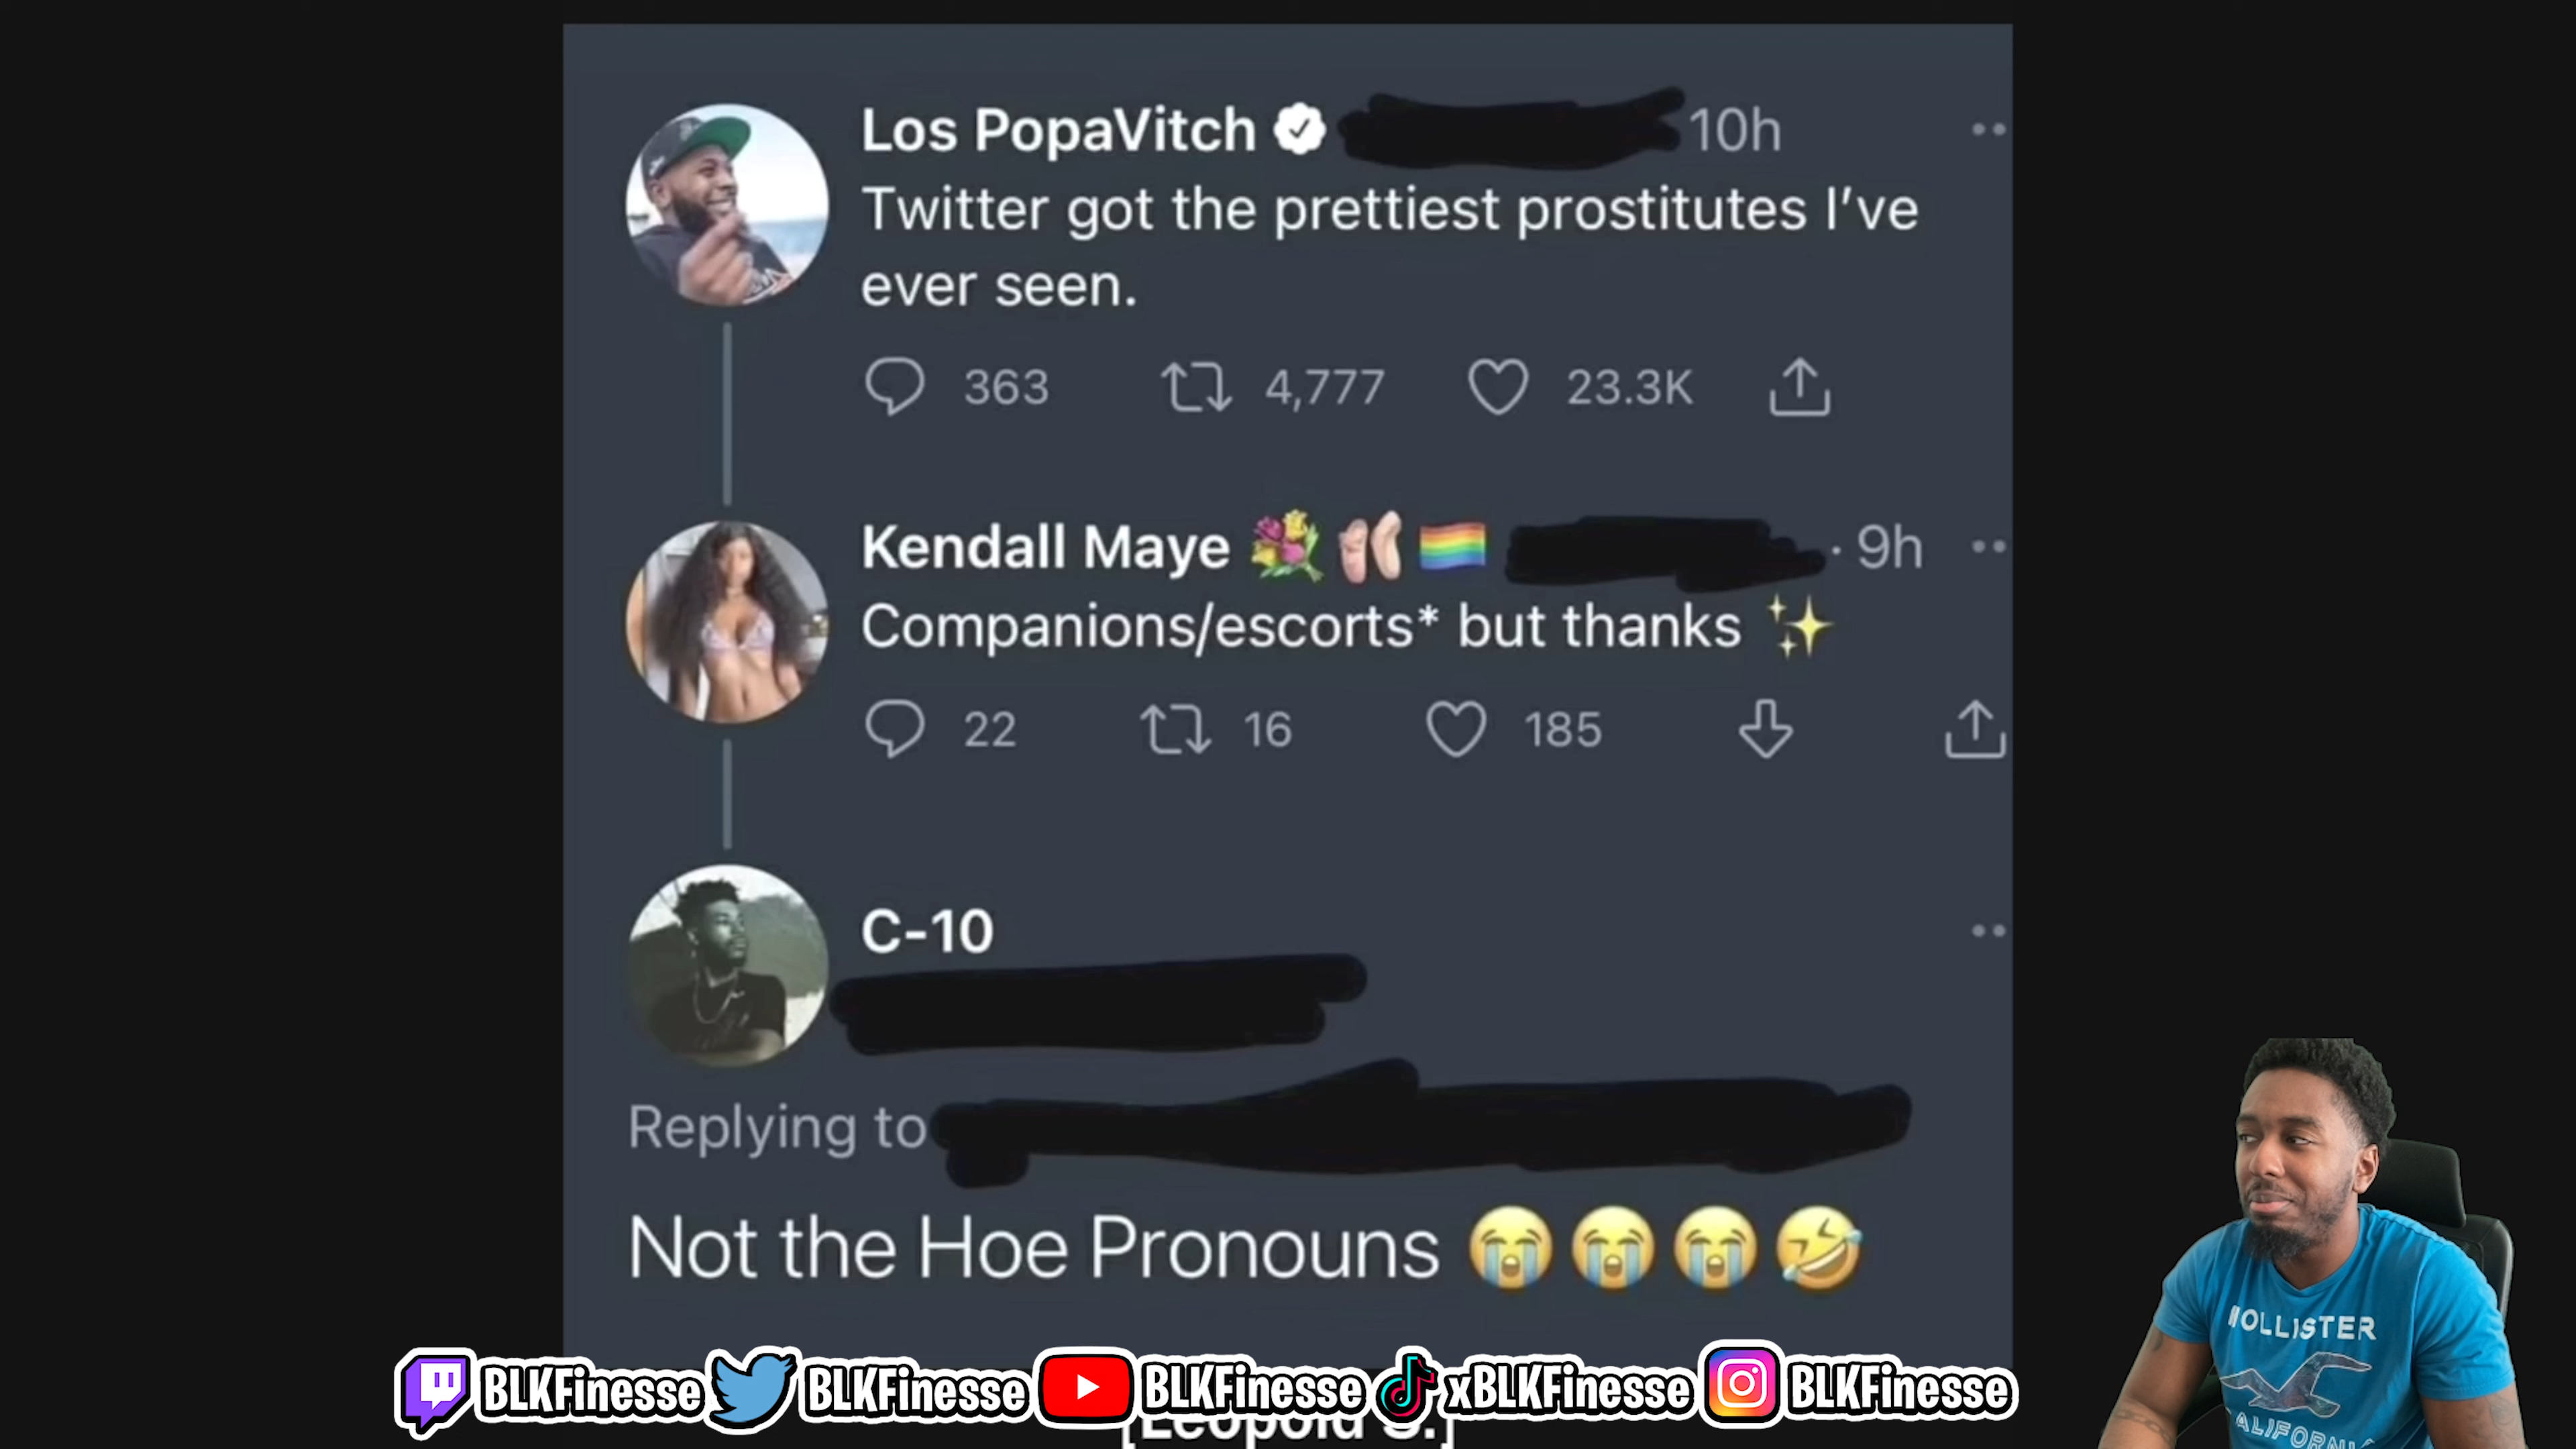 Los PopaVitch 10h
Twitter got the prettiest prostitutes I've
ever seen.
363 4,777 23.3K
Kendall Maye 💐🩰🏳️‍🌈 · 9h
Companions/escorts* but thanks ✨
22 16 185
C-10
Replying to
Not the Hoe Pronouns 😭😭😭🤣
HOLLISTER
CALIFORNIA
BLKFinesse BLKFinesse BLKFinesse xBLKFinesse BLKFinesse
[Leopold S.]